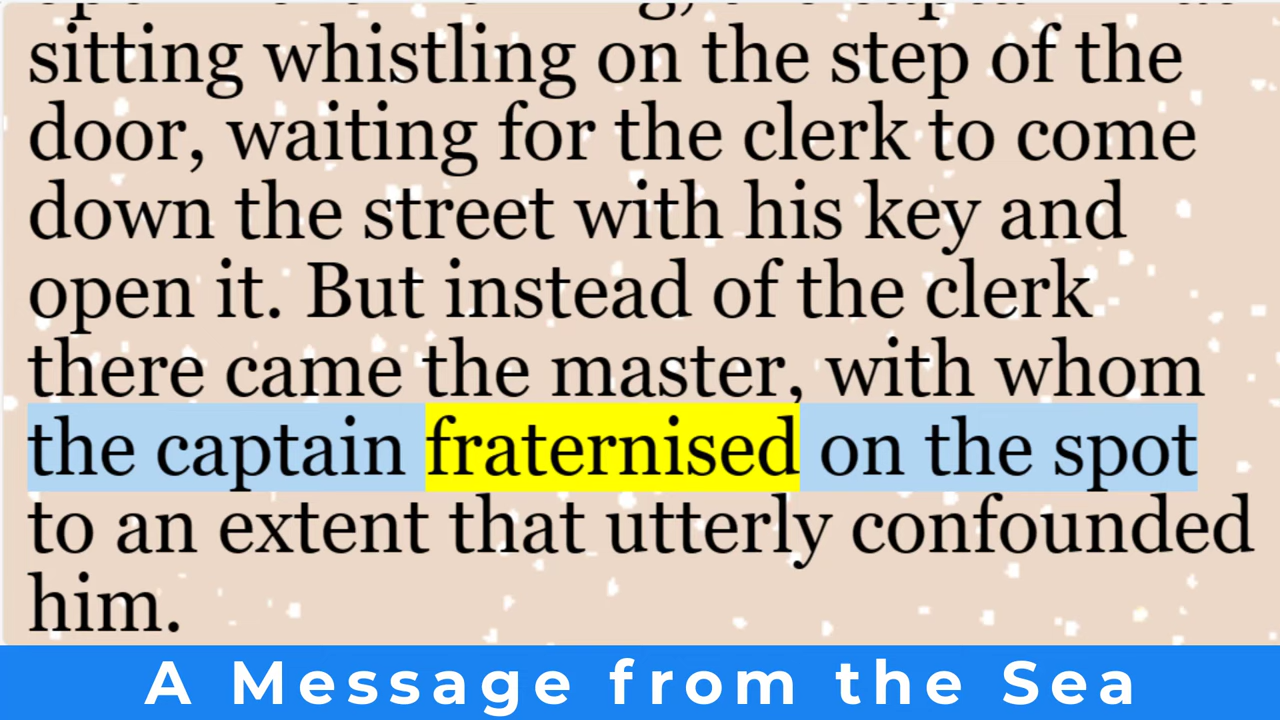 sitting whistling on the step of the
door, waiting for the clerk to come
down the street with his key and
open it. But instead of the clerk
there came the master, with whom
the captain fraternised on the spot
to an extent that utterly confounded
him.
A Message from the Sea